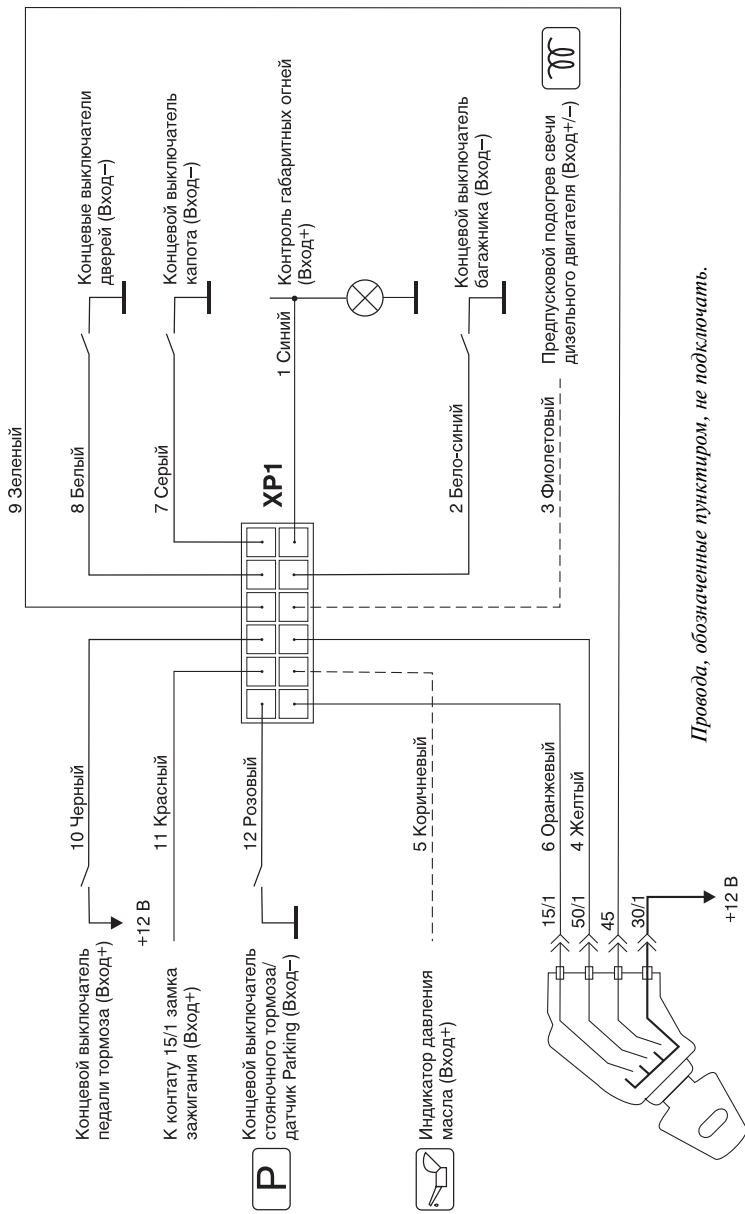 9 Зеленый
8 Белый
Концевые выключатели
дверей (Вход–)
7 Серый
Концевой выключатель
капота (Вход–)
XP1
1 Синий
Контроль габаритных огней
(Вход+)
2 Бело-синий
Концевой выключатель
багажника (Вход–)
3 Фиолетовый
Предпусковой подогрев свечи
дизельного двигателя (Вход+/–)
Концевой выключатель
педали тормоза (Вход+)
+12 В
10 Черный
К контату 15/1 замка
зажигания (Вход+)
11 Красный
P
Концевой выключатель
стояночного тормоза/
датчик Parking (Вход–)
12 Розовый
Индикатор давления
масла (Вход+)
5 Коричневый
15/1
6 Оранжевый
50/1
4 Желтый
45
30/1
+12 В
Провода, обозначенные пунктиром, не подключать.